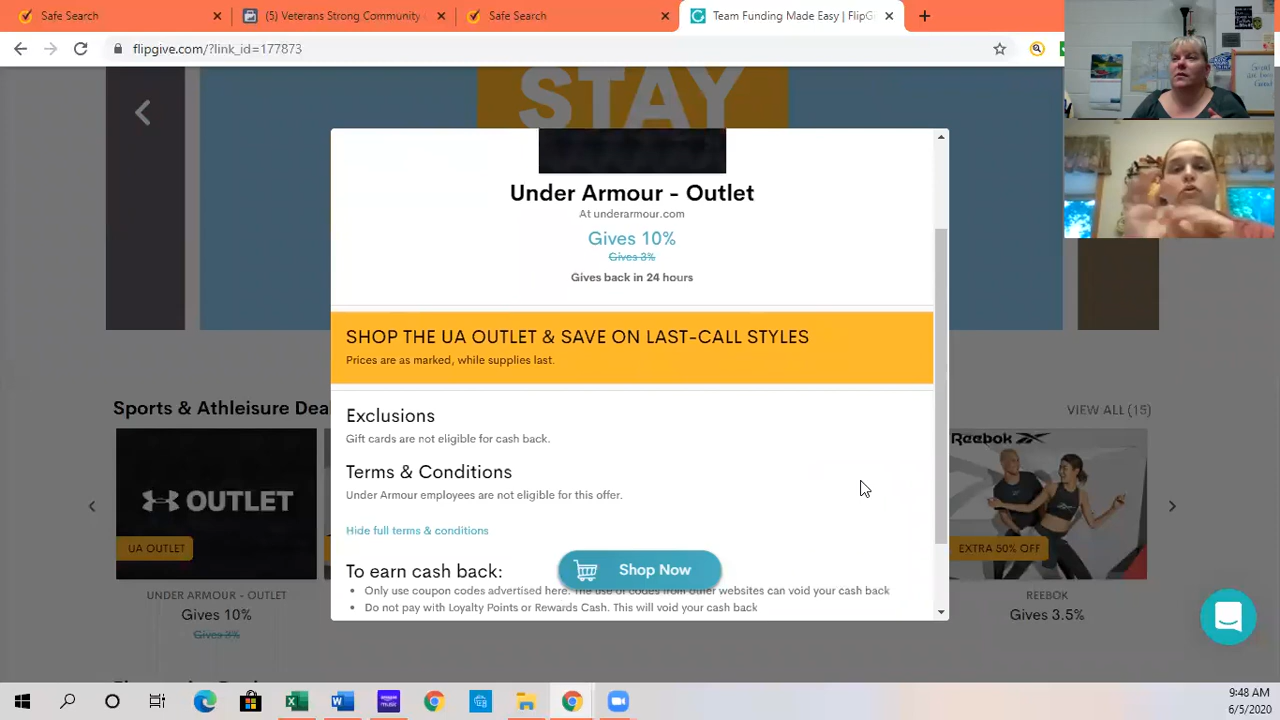 Safe Search
(5) Veterans Strong Community
Safe Search
Team Funding Made Easy | FlipGi
flipgive.com/?link_id=177873
STAY
Under Armour - Outlet
At underarmour.com
Gives 10%
Gives 3%
Gives back in 24 hours
SHOP THE UA OUTLET & SAVE ON LAST-CALL STYLES
Prices are as marked, while supplies last.
Exclusions
Gift cards are not eligible for cash back.
Terms & Conditions
Under Armour employees are not eligible for this offer.
Hide full terms & conditions
Shop Now
To earn cash back:
Only use coupon codes advertised here. The use of codes from other websites can void your cash back
Do not pay with Loyalty Points or Rewards Cash. This will void your cash back
Sports & Athleisure Dea
VIEW ALL (15)
OUTLET
UA OUTLET
UNDER ARMOUR - OUTLET
Gives 10%
Gives 3%
Reebok
EXTRA 50% OFF
REEBOK
Gives 3.5%
9:48 AM
6/5/2020